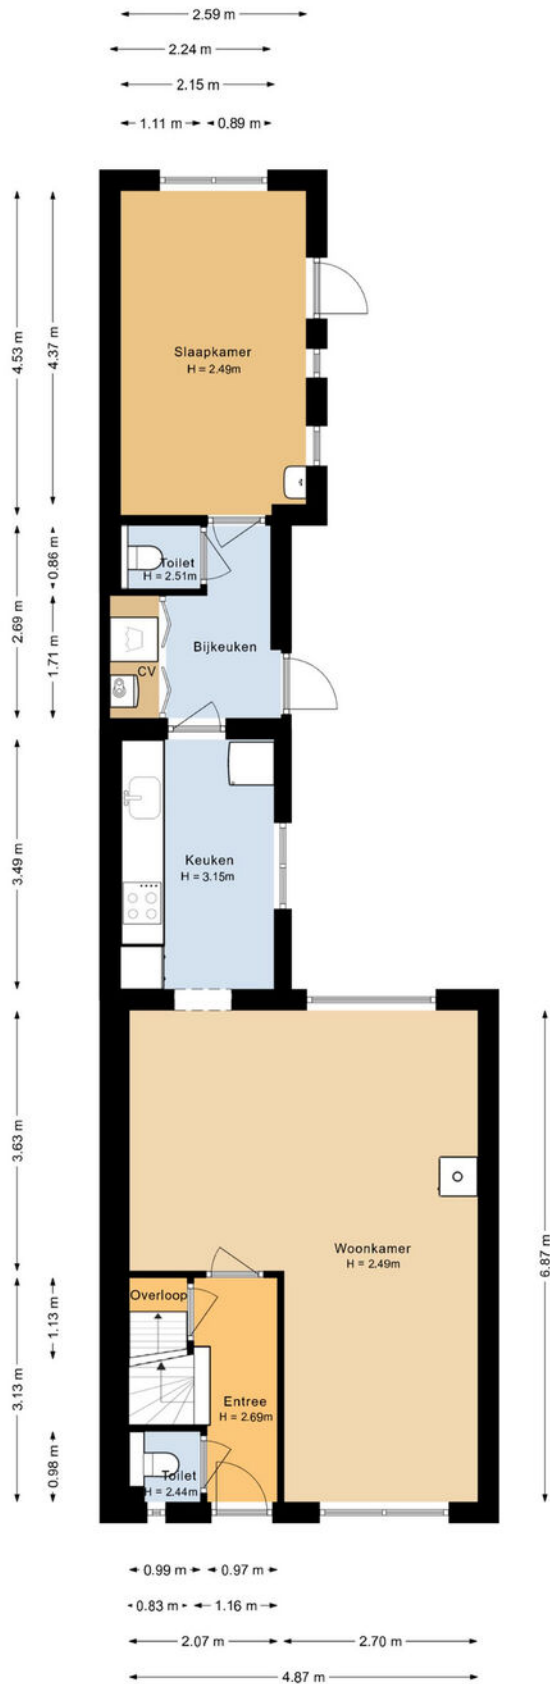 2.59 m
2.24 m
2.15 m
1.11 m
0.89 m
4.53 m
4.37 m
Slaapkamer
H = 2.49m
0.86 m
Toilet
H = 2.51m
2.69 m
1.71 m
Bijkeuken
CV
3.49 m
Keuken
H = 3.15m
3.63 m
6.87 m
Woonkamer
H = 2.49m
1.13 m
Overloop
3.13 m
Entree
H = 2.69m
0.98 m
Toilet
H = 2.44m
0.99 m
0.97 m
0.83 m
1.16 m
2.07 m
2.70 m
4.87 m